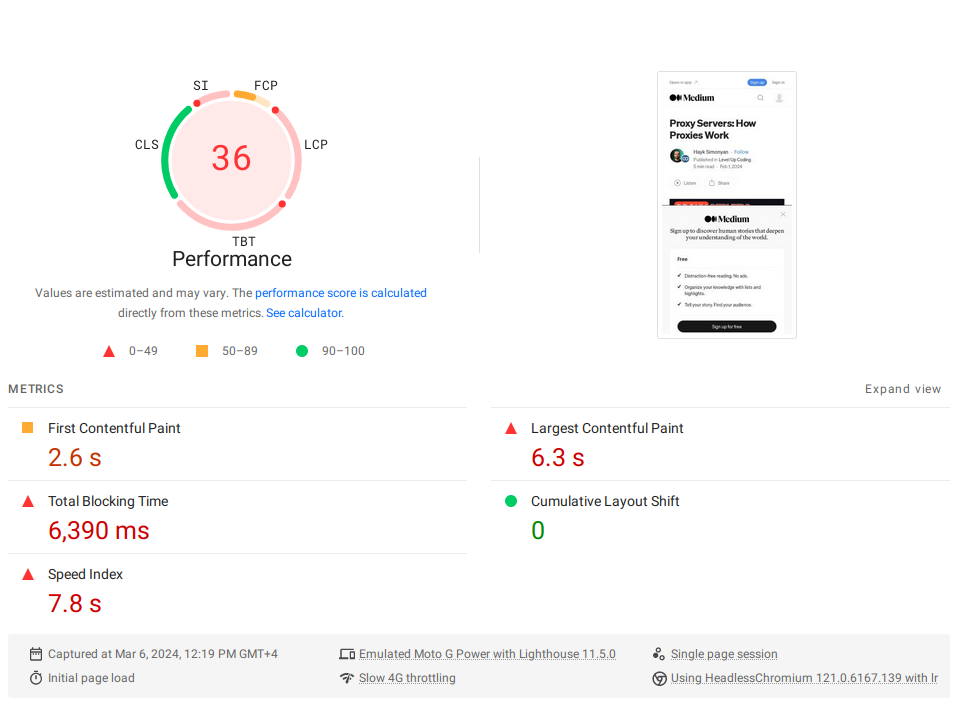 SI
FCP
CLS
LCP
36
TBT
Performance
Values are estimated and may vary. The performance score is calculated
directly from these metrics. See calculator.
0–49
50–89
90–100
Open in app ↗
Sign up
Sign in
Medium
Proxy Servers: How
Proxies Work
Hayk Simonyan · Follow
Published in Level Up Coding
3 min read · Feb 1, 2024
Listen
Share
Medium
Sign up to discover human stories that deepen
your understanding of the world.
Free
Distraction-free reading. No ads.
Organize your knowledge with lists and
highlights.
Tell your story. Find your audience.
Sign up for free
METRICS
Expand view
First Contentful Paint
2.6 s
Largest Contentful Paint
6.3 s
Total Blocking Time
6,390 ms
Cumulative Layout Shift
0
Speed Index
7.8 s
Captured at Mar 6, 2024, 12:19 PM GMT+4
Emulated Moto G Power with Lighthouse 11.5.0
Single page session
Initial page load
Slow 4G throttling
Using HeadlessChromium 121.0.6167.139 with lr